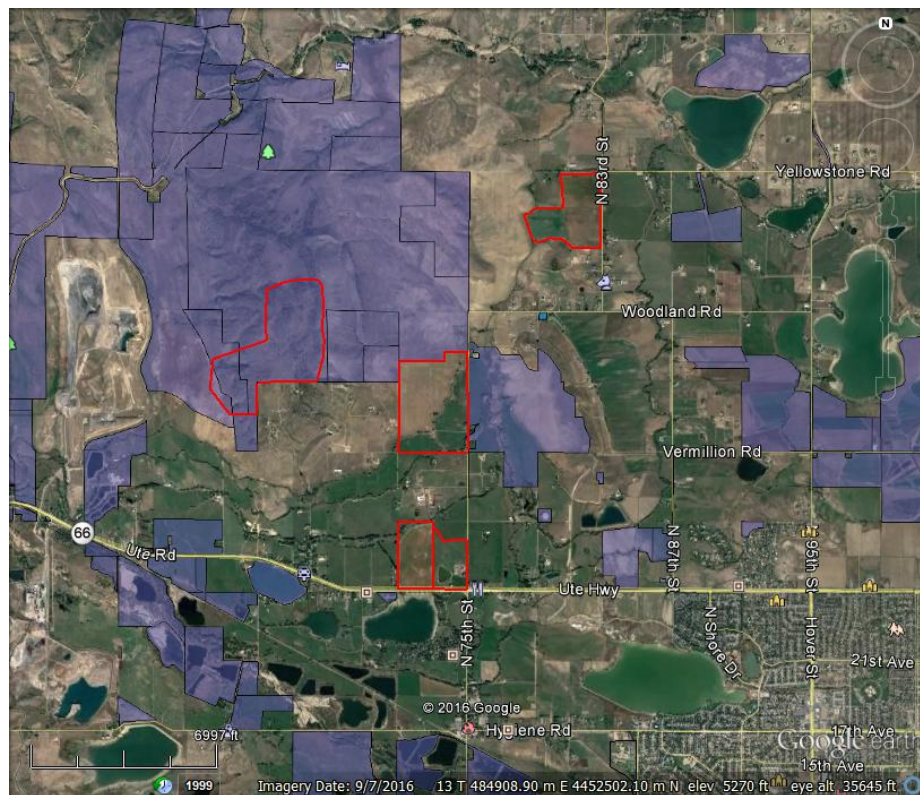 N
N 83rd St
Yellowstone Rd
Woodland Rd
Vermillion Rd
66
Ute Rd
N 87th St
95th St
Ute Hwy
N 75th St
N Shore Dr
Hover St
21st Ave
© 2016 Google
Hygiene Rd
17th Ave
6997 ft
Google earth
15th Ave
1999
Imagery Date: 9/7/2016 13 T 484908.90 m E 4452502.10 m N elev 5270 ft eye alt 35645 ft